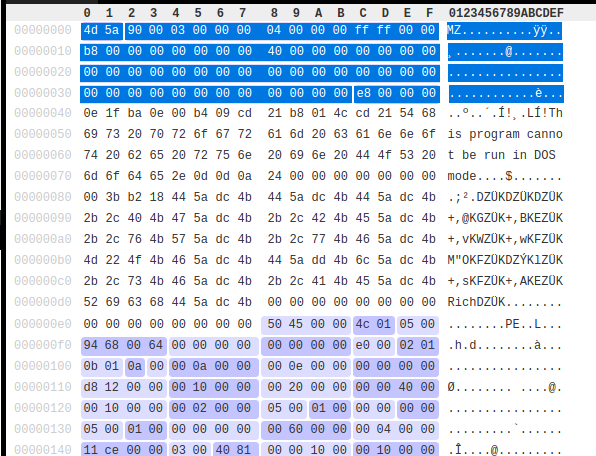 0 1 2 3 4 5 6 7 8 9 A B C D E F 0123456789ABCDEF
00000000 4d 5a 90 00 03 00 00 00 04 00 00 00 ff ff 00 00 MZ..........ÿÿ..
00000010 b8 00 00 00 00 00 00 00 40 00 00 00 00 00 00 00 ¸.......@.......
00000020 00 00 00 00 00 00 00 00 00 00 00 00 00 00 00 00 ................
00000030 00 00 00 00 00 00 00 00 00 00 00 00 e8 00 00 00 ............è...
00000040 0e 1f ba 0e 00 b4 09 cd 21 b8 01 4c cd 21 54 68 ..º..´.Í!¸.LÍ!Th
00000050 69 73 20 70 72 6f 67 72 61 6d 20 63 61 6e 6e 6f is program canno
00000060 74 20 62 65 20 72 75 6e 20 69 6e 20 44 4f 53 20 t be run in DOS
00000070 6d 6f 64 65 2e 0d 0d 0a 24 00 00 00 00 00 00 00 mode....$.......
00000080 00 3b b2 18 44 5a dc 4b 44 5a dc 4b 44 5a dc 4b .;².DZÜKDZÜKDZÜK
00000090 2b 2c 40 4b 47 5a dc 4b 2b 2c 42 4b 45 5a dc 4b +,@KGZÜK+,BKEZÜK
000000a0 2b 2c 76 4b 57 5a dc 4b 2b 2c 77 4b 46 5a dc 4b +,vKWZÜK+,wKFZÜK
000000b0 4d 22 4f 4b 46 5a dc 4b 44 5a dd 4b 6c 5a dc 4b M"OKFZÜKDZÝKlZÜK
000000c0 2b 2c 73 4b 46 5a dc 4b 2b 2c 41 4b 45 5a dc 4b +,sKFZÜK+,AKEZÜK
000000d0 52 69 63 68 44 5a dc 4b 00 00 00 00 00 00 00 00 RichDZÜK........
000000e0 00 00 00 00 00 00 00 00 50 45 00 00 4c 01 05 00 ........PE..L...
000000f0 94 68 00 64 00 00 00 00 00 00 00 00 e0 00 02 01 .h.d........à...
00000100 0b 01 0a 00 00 0a 00 00 00 0e 00 00 00 00 00 00 ................
00000110 d8 12 00 00 00 10 00 00 00 20 00 00 00 00 40 00 Ø........ ....@.
00000120 00 10 00 00 00 02 00 00 05 00 01 00 00 00 00 00 ................
00000130 05 00 01 00 00 00 00 00 00 60 00 00 00 04 00 00 .........`......
00000140 11 ce 00 00 03 00 40 81 00 00 10 00 00 10 00 00 .Î....@.........